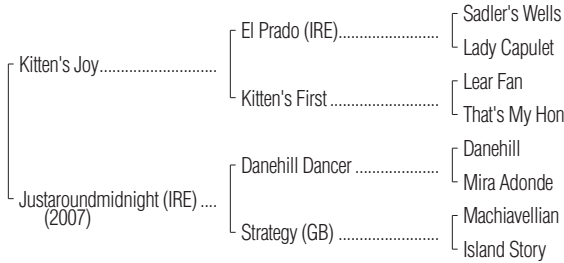 Sadler's Wells
El Prado (IRE)..................
Lady Capulet
Kitten's Joy...........................
Lear Fan
Kitten's First .........................
That's My Hon
Danehill
Danehill Dancer ...................
Mira Adonde
Justaroundmidnight (IRE) ....
(2007)
Machiavellian
Strategy (GB) .......................
Island Story